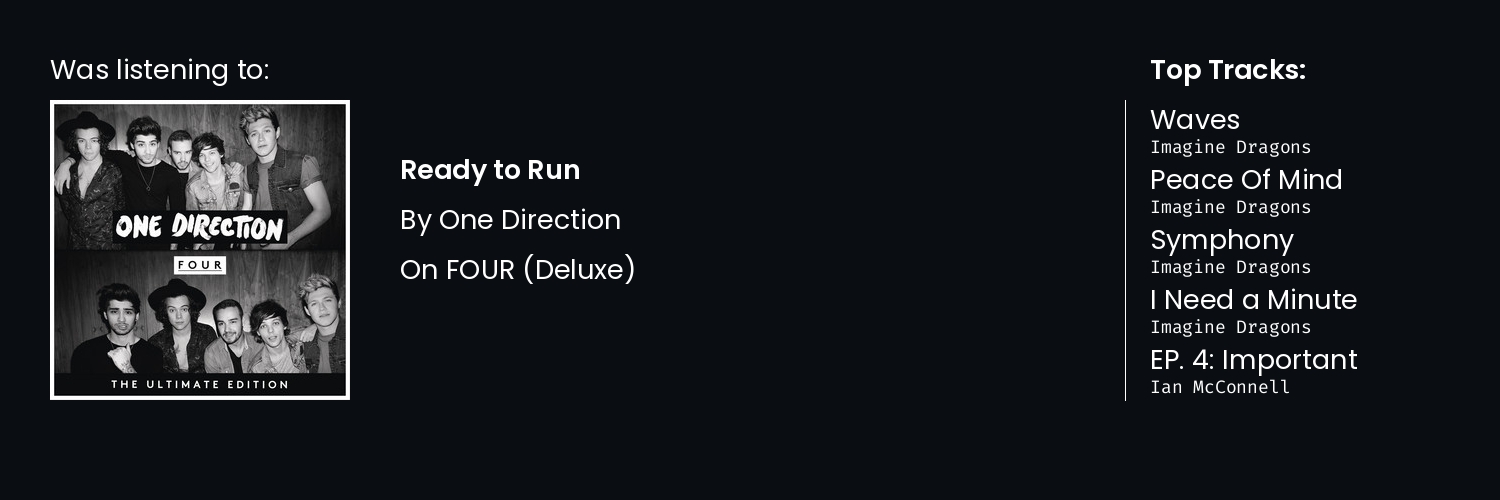 Was listening to:
ONE DIRECTION
FOUR
THE ULTIMATE EDITION
Ready to Run
By One Direction
On FOUR (Deluxe)
Top Tracks:
Waves
Imagine Dragons
Peace Of Mind
Imagine Dragons
Symphony
Imagine Dragons
I Need a Minute
Imagine Dragons
EP. 4: Important
Ian McConnell